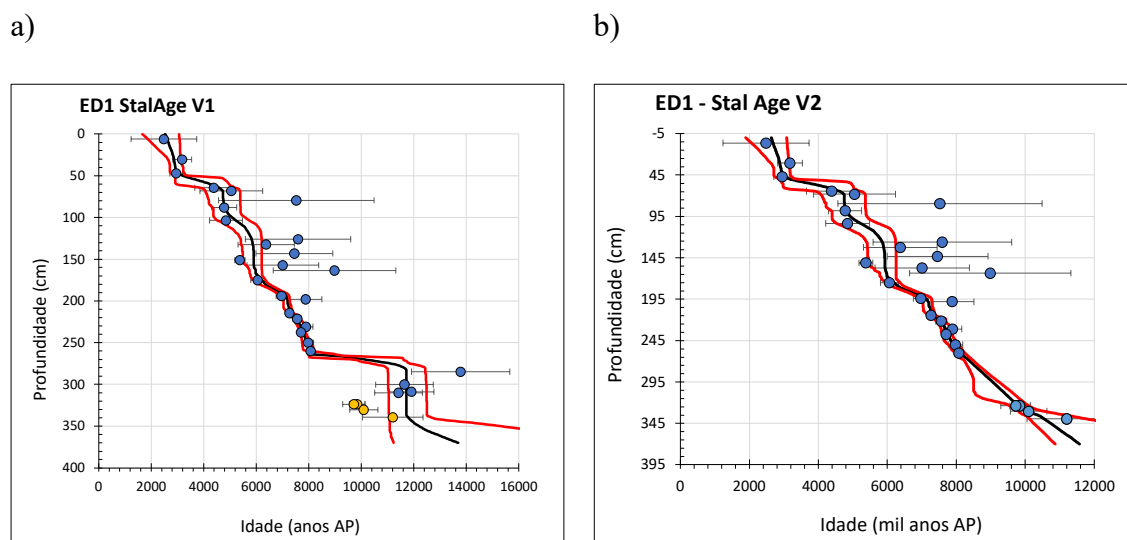 a)
b)
ED1 StalAge V1
0
50
100
150
200
250
300
350
400
Profundidade (cm)
0 2000 4000 6000 8000 10000 12000 14000 16000
Idade (anos AP)
ED1 - Stal Age V2
-5
45
95
145
195
245
295
345
395
Profundidade (cm)
0 2000 4000 6000 8000 10000 12000
Idade (mil anos AP)